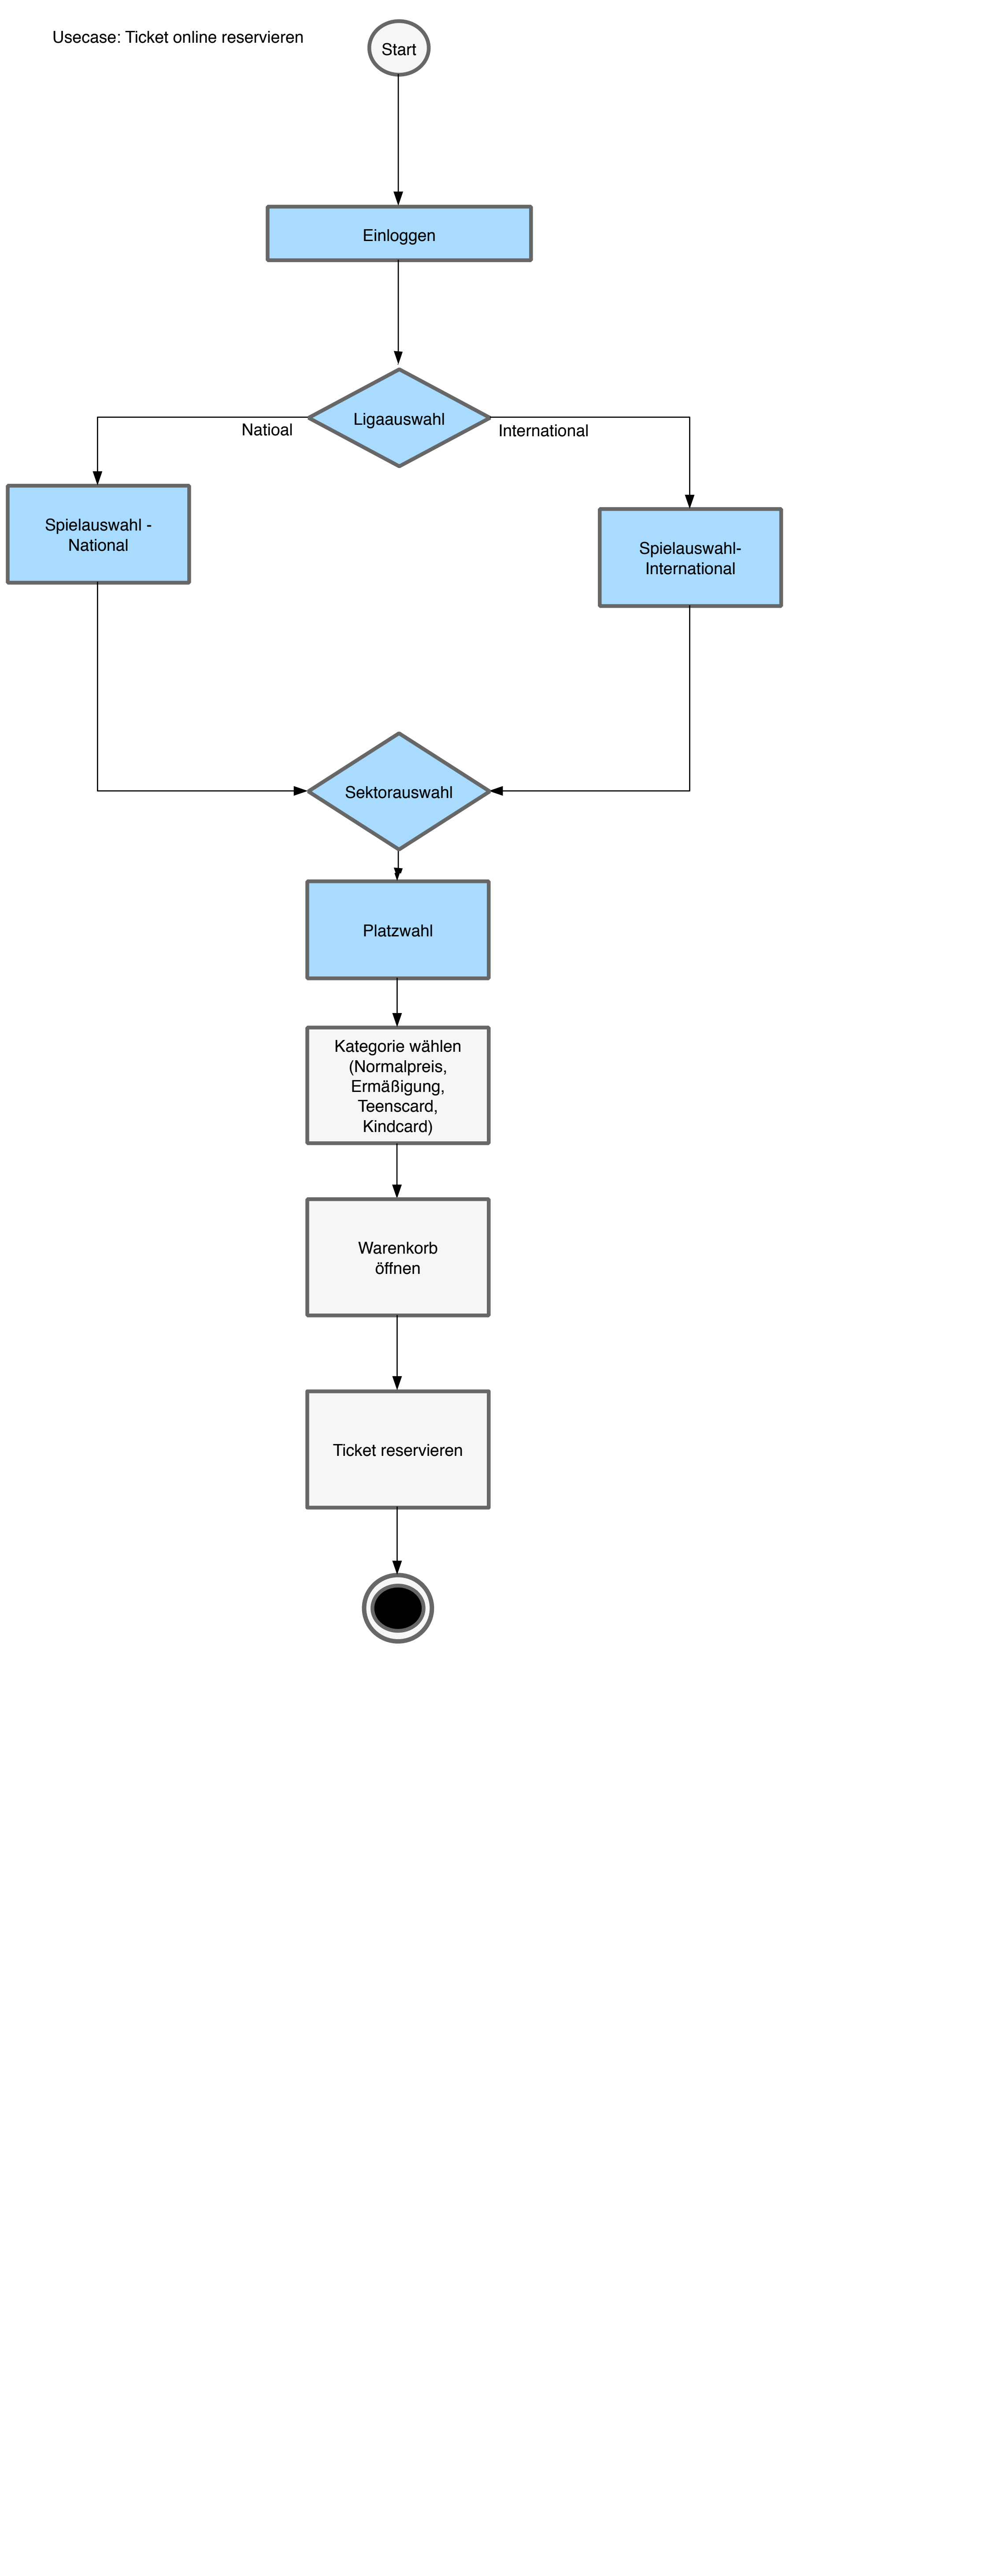 Usecase: Ticket online reservieren
Start
Einloggen
Ligaauswahl
Natioal
International
Spielauswahl -
National
Spielauswahl-
International
Sektorauswahl
Platzwahl
Kategorie wählen
(Normalpreis,
Ermäßigung,
Teenscard,
Kindcard)
Warenkorb
öffnen
Ticket reservieren